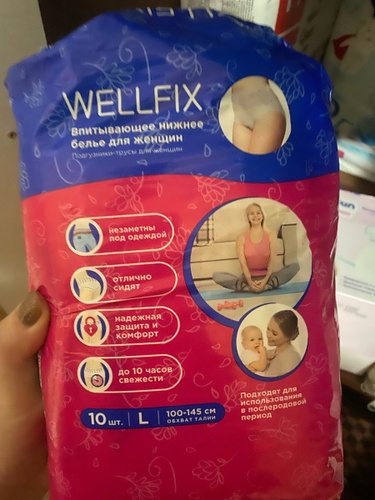 WELLFIX
Впитывающее нижнее
белье для женщин
Подгузники-трусы для женщин
незаметны
под одеждой
отлично
сидят
надежная
защита и
комфорт
до 10 часов
свежести
10 шт. L 100-145 см
ОБХВАТ ТАЛИИ
Подходят для
использования
в послеродовой
период